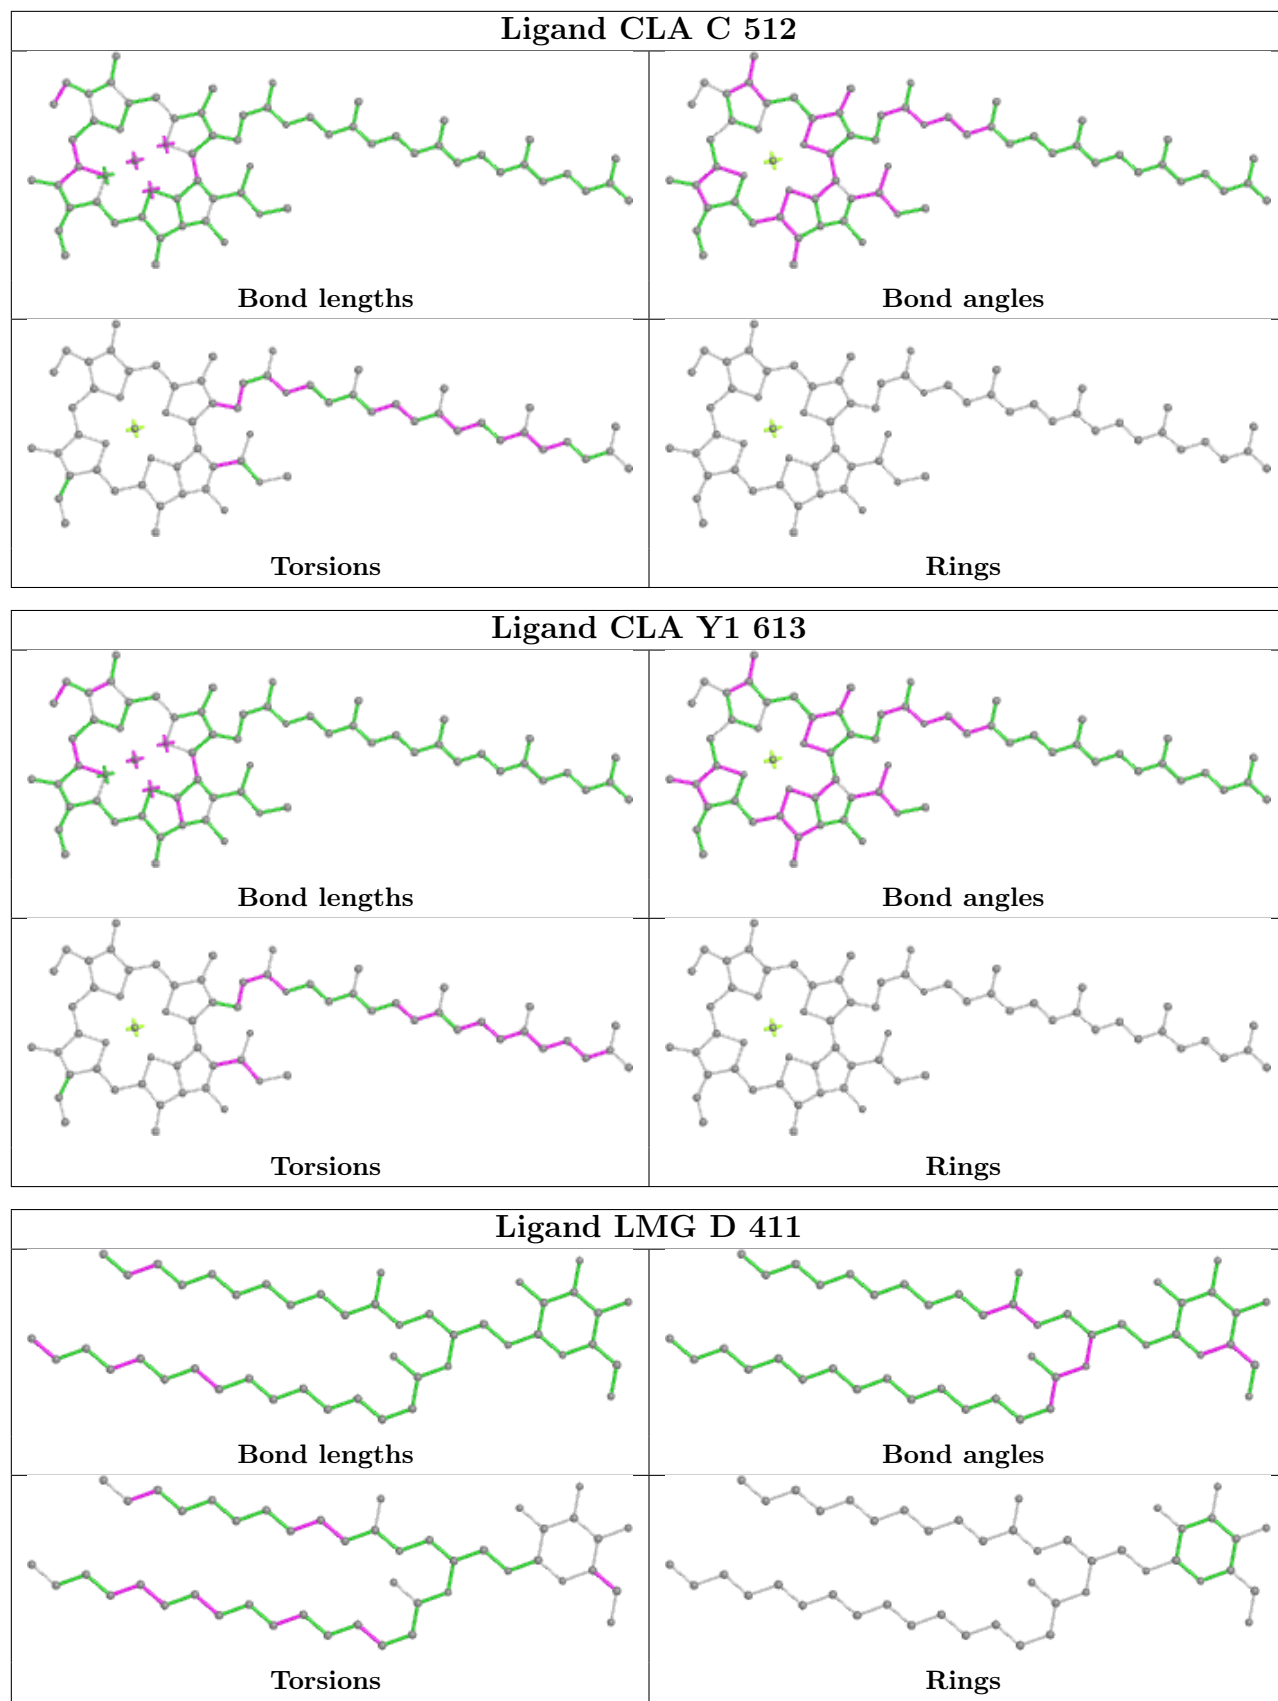 Ligand CLA C 512
Bond lengths
Bond angles
Torsions
Rings
Ligand CLA Y1 613
Bond lengths
Bond angles
Torsions
Rings
Ligand LMG D 411
Bond lengths
Bond angles
Torsions
Rings